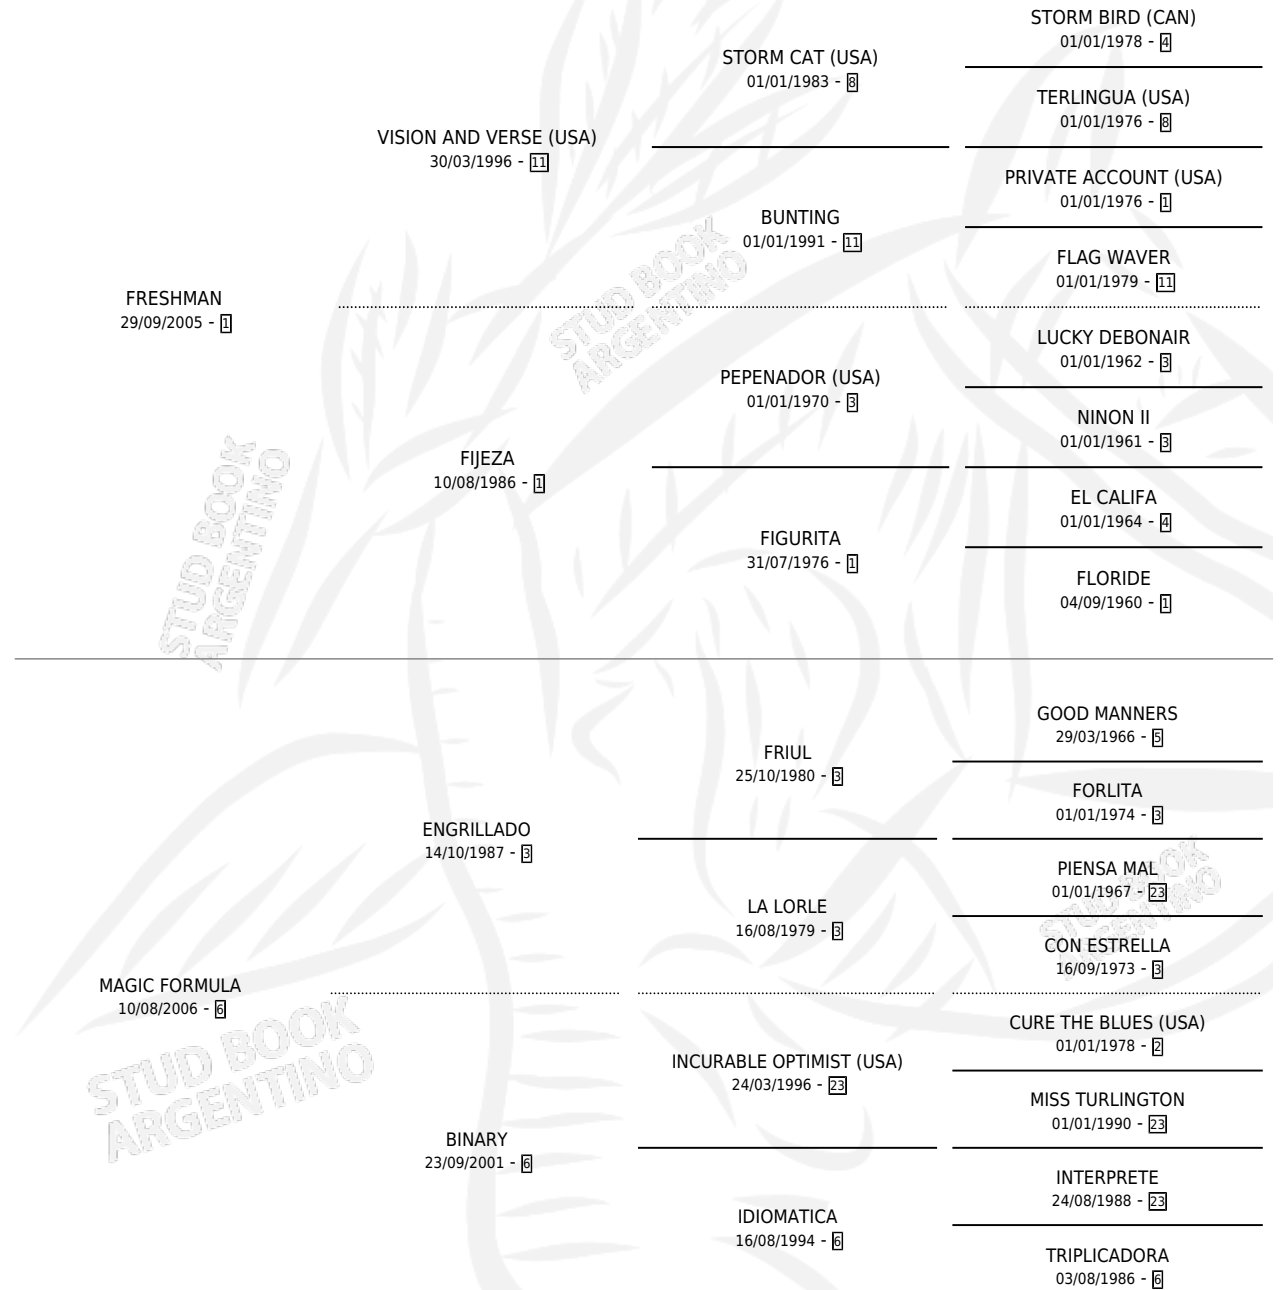 STORM BIRD (CAN)
01/01/1978 - 4
STORM CAT (USA)
01/01/1983 - 8
TERLINGUA (USA)
01/01/1976 - 8
VISION AND VERSE (USA)
30/03/1996 - 11
PRIVATE ACCOUNT (USA)
01/01/1976 - 1
BUNTING
01/01/1991 - 11
FLAG WAVER
01/01/1979 - 11
FRESHMAN
29/09/2005 - 1
LUCKY DEBONAIR
01/01/1962 - 3
PEPENADOR (USA)
01/01/1970 - 3
NINON II
01/01/1961 - 3
FIJEZA
10/08/1986 - 1
EL CALIFA
01/01/1964 - 4
FIGURITA
31/07/1976 - 1
FLORIDE
04/09/1960 - 1
GOOD MANNERS
29/03/1966 - 5
FRIUL
25/10/1980 - 3
FORLITA
01/01/1974 - 3
ENGRILLADO
14/10/1987 - 3
PIENSA MAL
01/01/1967 - 23
LA LORLE
16/08/1979 - 3
CON ESTRELLA
16/09/1973 - 3
MAGIC FORMULA
10/08/2006 - 6
CURE THE BLUES (USA)
01/01/1978 - 2
INCURABLE OPTIMIST (USA)
24/03/1996 - 23
MISS TURLINGTON
01/01/1990 - 23
BINARY
23/09/2001 - 6
INTERPRETE
24/08/1988 - 23
IDIOMATICA
16/08/1994 - 6
TRIPLICADORA
03/08/1986 - 6
STUD BOOK
ARGENTINO
STUD BOOK
ARGENTINO
STUD BOOK
ARGENTINO
STUD BOOK
ARGENTINO